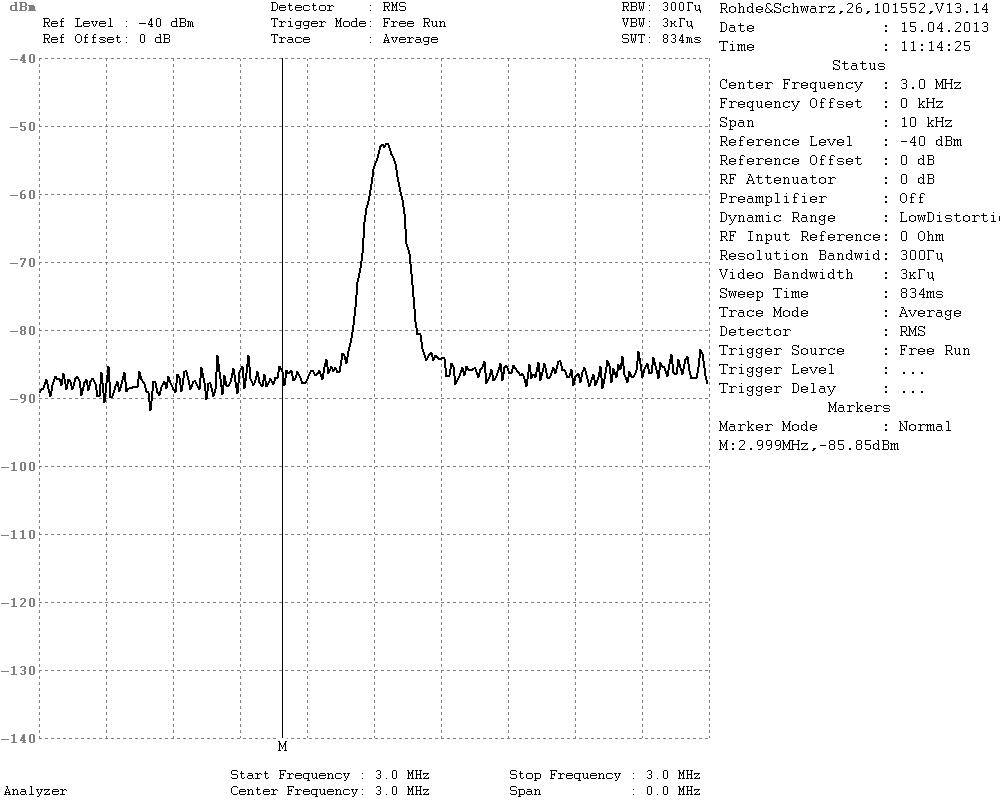 dBm
Ref Level : -40 dBm
Ref Offset: 0 dB
Detector : RMS
Trigger Mode: Free Run
Trace : Average
RBW: 300Гц
VBW: 3кГц
SWT: 834ms
-40
-50
-60
-70
-80
-90
-100
-110
-120
-130
-140
M
Start Frequency : 3.0 MHz
Center Frequency: 3.0 MHz
Stop Frequency : 3.0 MHz
Span : 0.0 MHz
Analyzer
Rohde&Schwarz,26,101552,V13.14
Date : 15.04.2013
Time : 11:14:25
Status
Center Frequency : 3.0 MHz
Frequency Offset : 0 kHz
Span : 10 kHz
Reference Level : -40 dBm
Reference Offset : 0 dB
RF Attenuator : 0 dB
Preamplifier : Off
Dynamic Range : LowDistorti
RF Input Reference: 0 Ohm
Resolution Bandwid: 300Гц
Video Bandwidth : 3кГц
Sweep Time : 834ms
Trace Mode : Average
Detector : RMS
Trigger Source : Free Run
Trigger Level : ...
Trigger Delay : ...
Markers
Marker Mode : Normal
M:2.999MHz,-85.85dBm